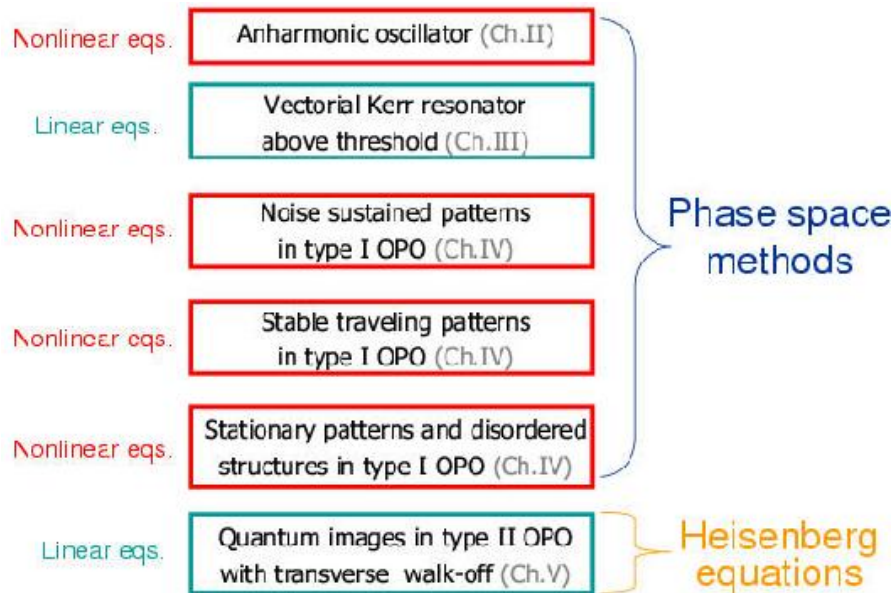 Nonlinear eqs.
Anharmonic oscillator (Ch.II)
Linear eqs.
Vectorial Kerr resonator
above threshold (Ch.III)
Nonlinear eqs.
Noise sustained patterns
in type I OPO (Ch.IV)
Phase space
methods
Nonlinear eqs.
Stable traveling patterns
in type I OPO (Ch.IV)
Nonlinear eqs.
Stationary patterns and disordered
structures in type I OPO (Ch.IV)
Linear eqs.
Quantum images in type II OPO
with transverse walk-off (Ch.V)
Heisenberg
equations